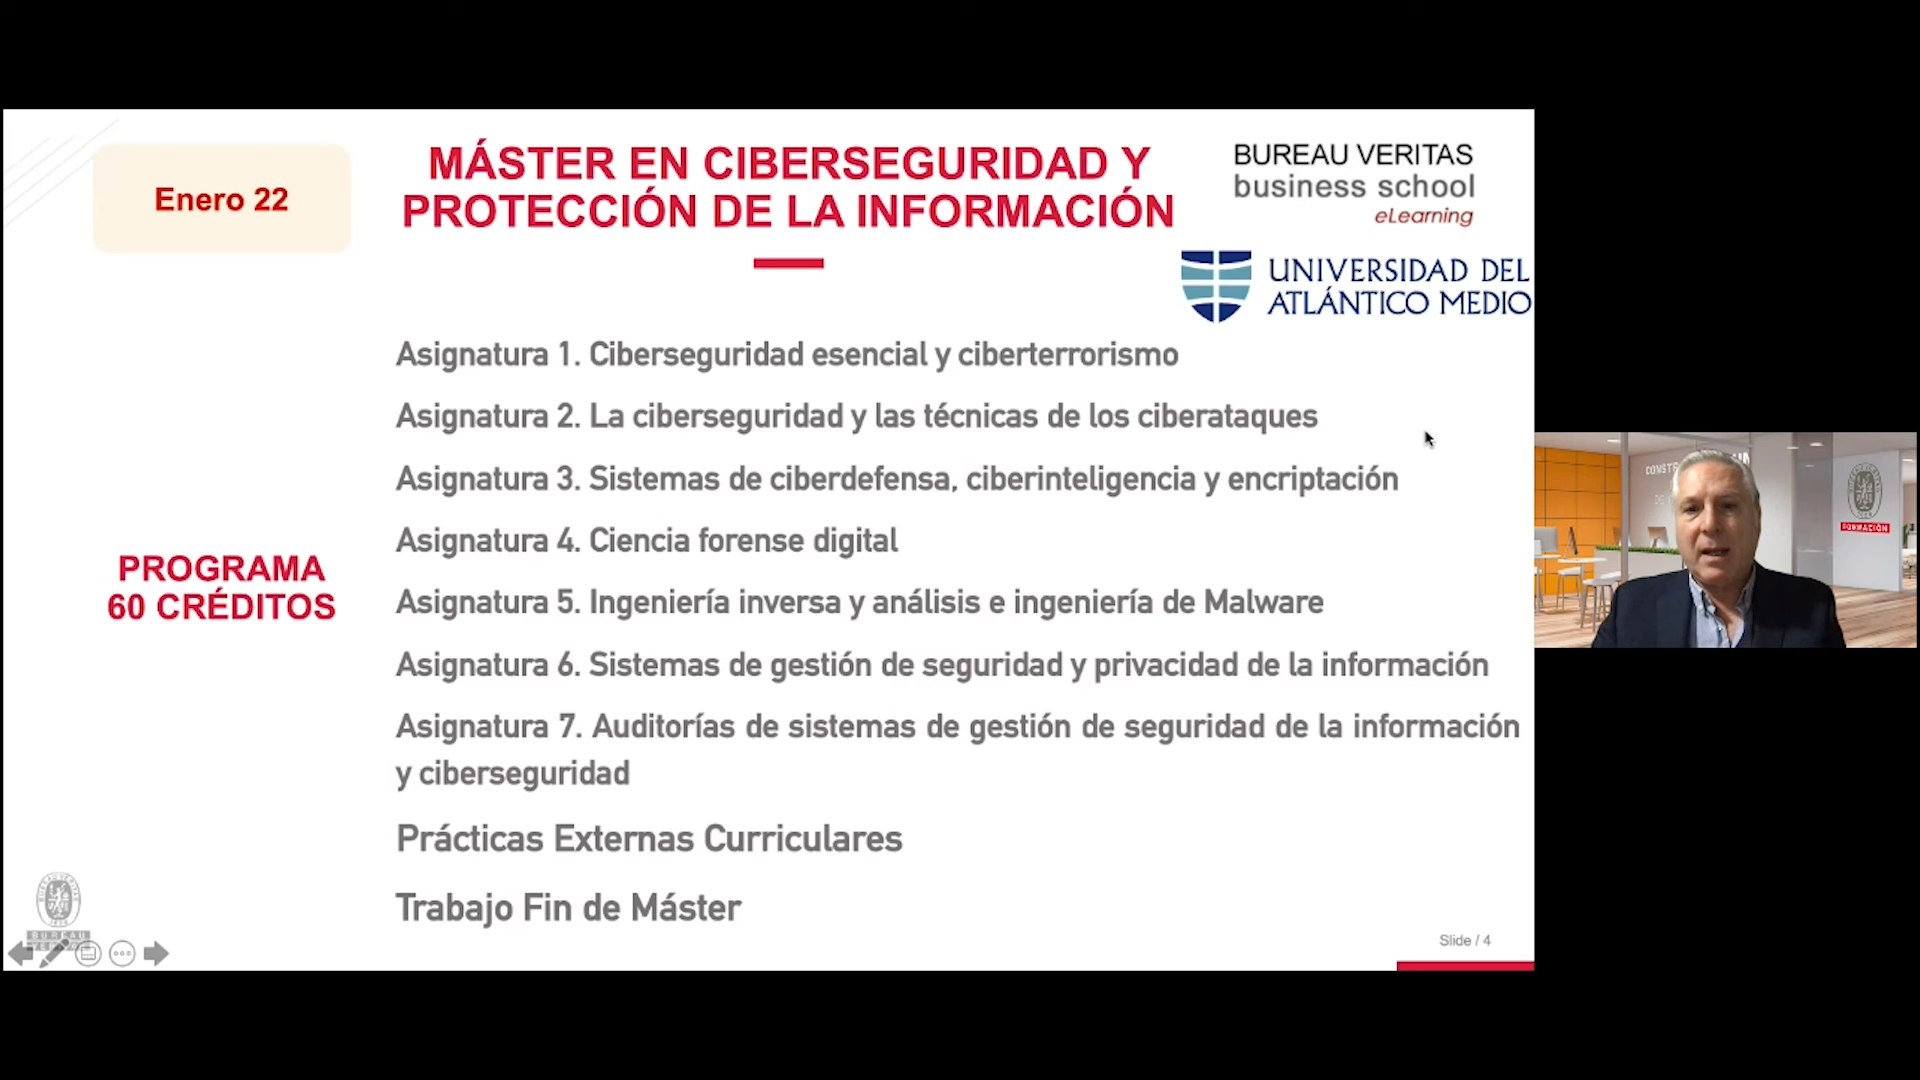 Enero 22
MÁSTER EN CIBERSEGURIDAD Y
PROTECCIÓN DE LA INFORMACIÓN
BUREAU VERITAS
business school
eLearning
UNIVERSIDAD DEL
ATLÁNTICO MEDIO
PROGRAMA
60 CRÉDITOS
Asignatura 1. Ciberseguridad esencial y ciberterrorismo
Asignatura 2. La ciberseguridad y las técnicas de los ciberataques
Asignatura 3. Sistemas de ciberdefensa, ciberinteligencia y encriptación
Asignatura 4. Ciencia forense digital
Asignatura 5. Ingeniería inversa y análisis e ingeniería de Malware
Asignatura 6. Sistemas de gestión de seguridad y privacidad de la información
Asignatura 7. Auditorías de sistemas de gestión de seguridad de la información
y ciberseguridad
Prácticas Externas Curriculares
Trabajo Fin de Máster
BUREAU
Slide / 4
FORMACIÓN